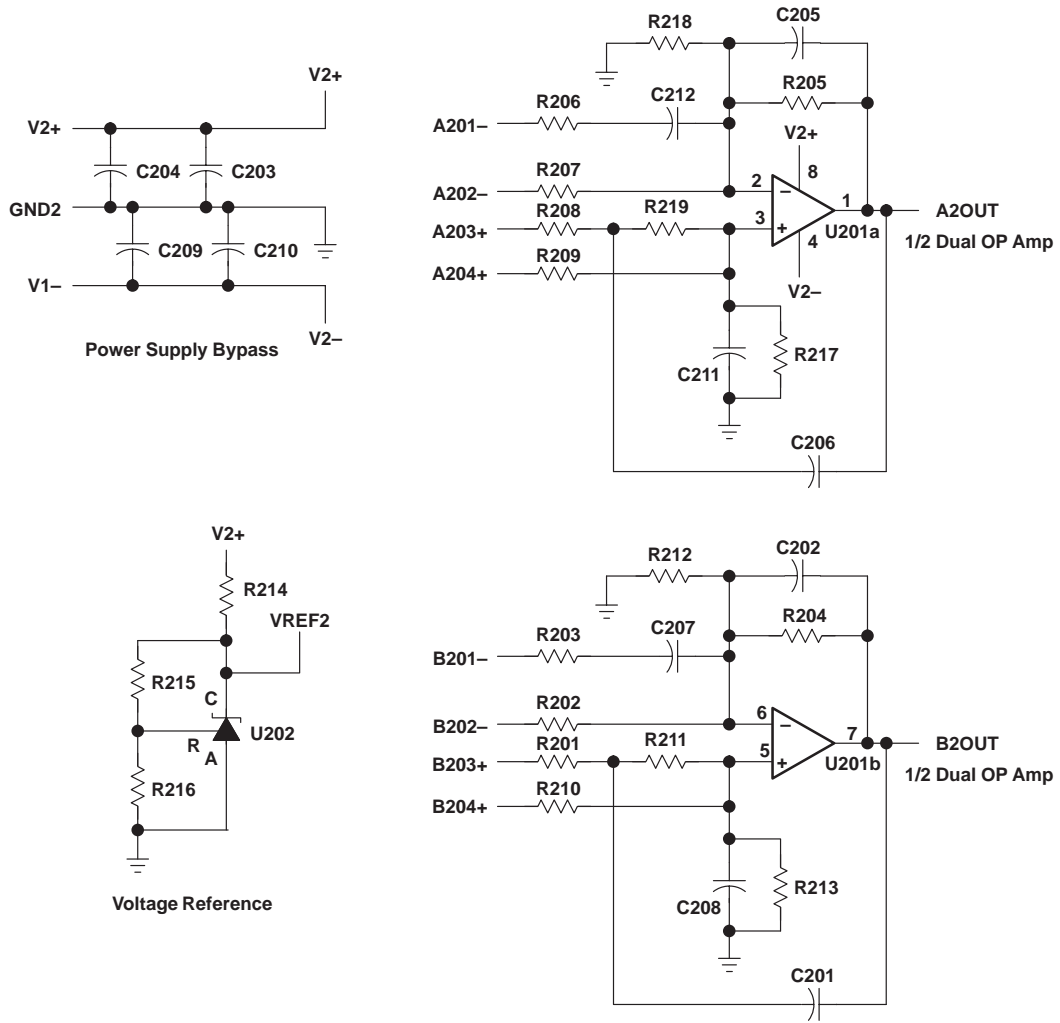 V2+
V2+
C204
C203
GND2
C209
C210
V1–
V2–
Power Supply Bypass
R218
C205
R205
R206
C212
A201–
V2+
R207
A202–
2
–
8
R208
R219
A203+
3
+
1
U201a
A2OUT
1/2 Dual OP Amp
R209
A204+
4
V2–
C211
R217
C206
V2+
R214
VREF2
R215
C
R
A
U202
R216
Voltage Reference
R212
C202
R204
R203
C207
B201–
R202
B202–
6
–
R201
R211
B203+
5
+
7
U201b
B2OUT
1/2 Dual OP Amp
R210
B204+
C208
R213
C201